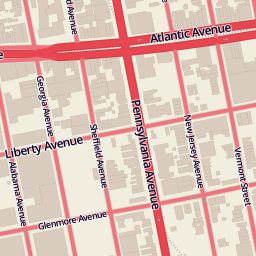 d Avenue
Atlantic Avenue
e
Georgia Avenue
Pennsylvania Avenue
Sheffield Avenue
New Jersey Avenue
Liberty Avenue
Vermont Street
Alabama Avenue
Glenmore Avenue